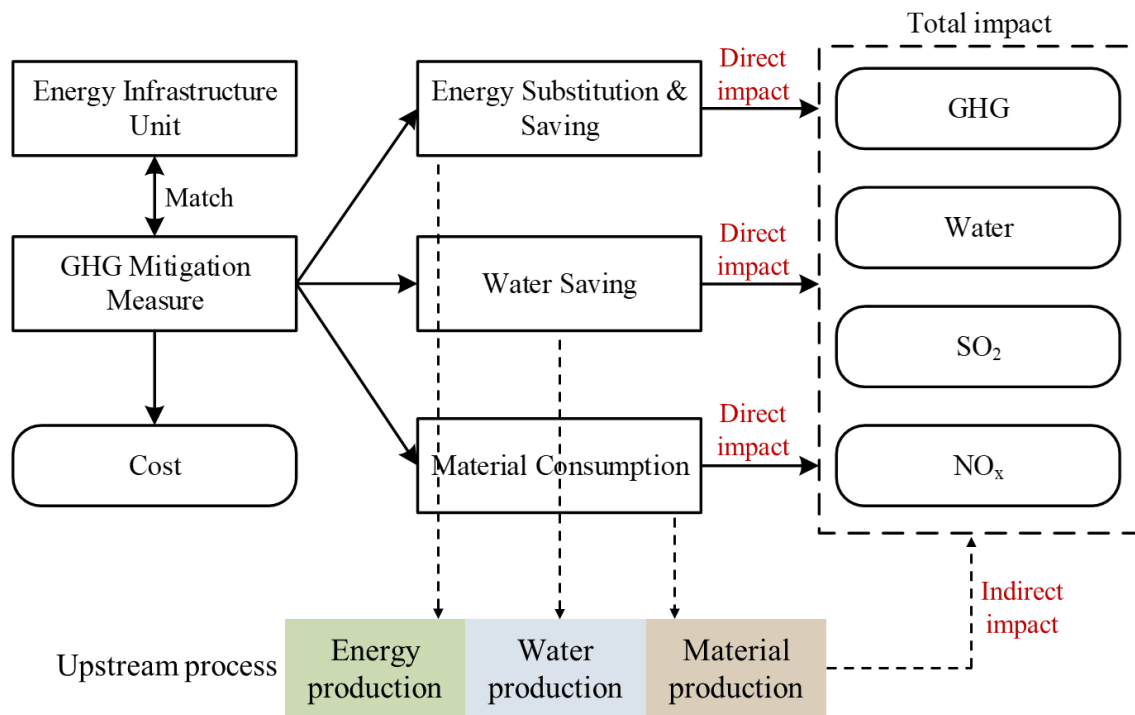 Total impact
Energy Infrastructure
Unit
Energy Substitution &
Saving
Direct
impact
GHG
Match
GHG Mitigation
Measure
Water Saving
Direct
impact
Water
SO₂
Cost
Material Consumption
Direct
impact
NOₓ
Indirect
impact
Upstream process
Energy
production
Water
production
Material
production